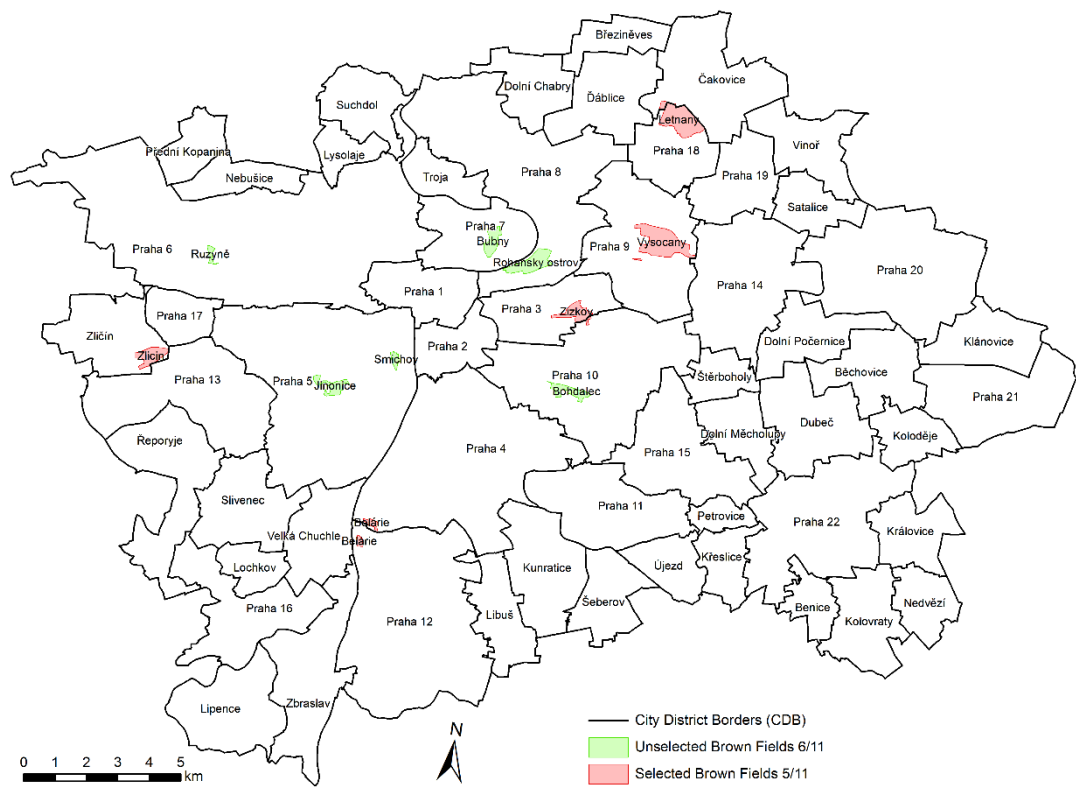 Březiněves
Čakovice
Dolní Chabry
Ďáblice
Suchdol
Letnany
Přední Kopanina
Lysolaje
Praha 18
Vinoř
Nebušice
Troja
Praha 8
Praha 19
Satalice
Praha 7
Praha 6
Ruzyně
Bubny
Praha 9
Vysocany
Rohansky ostrov
Praha 20
Praha 1
Praha 14
Praha 3
Zizkov
Praha 17
Zličín
Zlicin
Smichov
Praha 2
Dolní Počernice
Klánovice
Praha 13
Praha 5
Jinonice
Praha 10
Bohdalec
Štěrboholy
Běchovice
Praha 21
Řeporyje
Praha 4
Praha 15
Dolní Měcholupy
Dubeč
Koloděje
Slivenec
Praha 11
Petrovice
Praha 22
Královice
Belárie
Velká Chuchle
Belárie
Lochkov
Kunratice
Újezd
Křeslice
Praha 16
Praha 12
Libuš
Šeberov
Benice
Kolovraty
Nedvězí
Lipence
Zbraslav
N
City District Borders (CDB)
Unselected Brown Fields 6/11
Selected Brown Fields 5/11
0 1 2 3 4 5
km